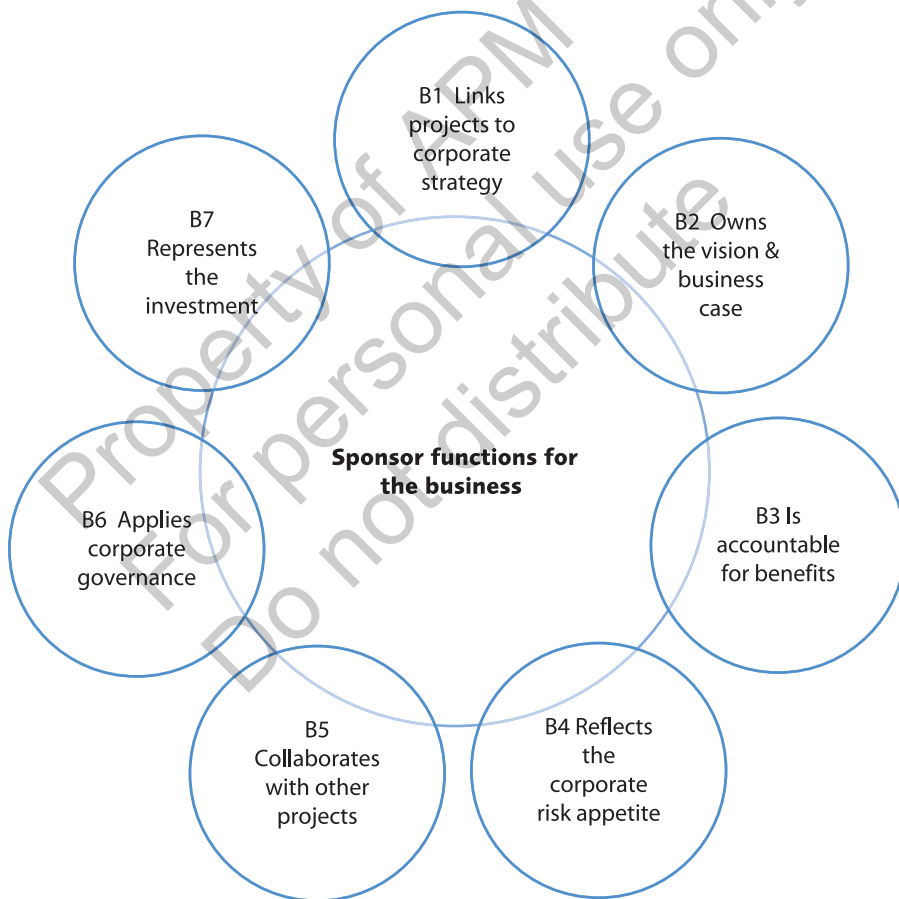 B1 Links
projects to
corporate
strategy
B2 Owns
the vision &
business
case
B3 Is
accountable
for benefits
B4 Reflects
the
corporate
risk appetite
B5
Collaborates
with other
projects
B6 Applies
corporate
governance
B7
Represents
the
investment
Sponsor functions for
the business
Property of APM
For personal use only
Do not distribute